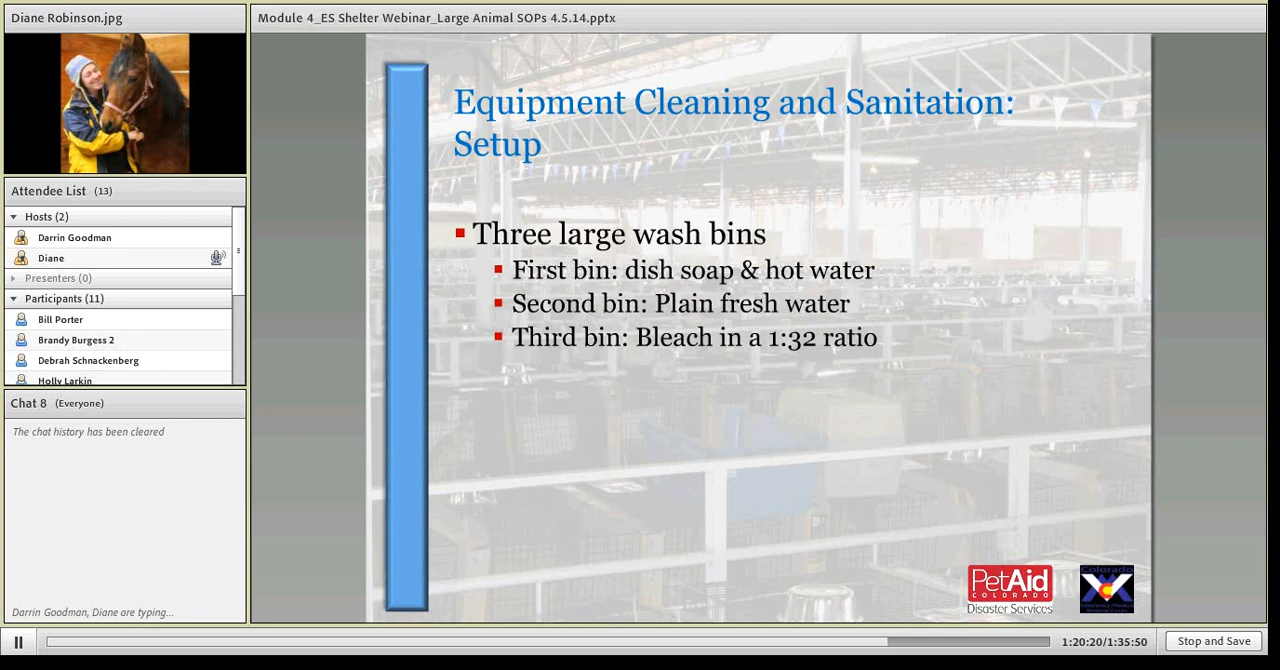 Diane Robinson.jpg
Attendee List (13)
Hosts (2)
Darrin Goodman
Diane
Presenters (0)
Participants (11)
Bill Porter
Brandy Burgess 2
Debrah Schnackenberg
Holly Larkin
Chat 8 (Everyone)
The chat history has been cleared
Darrin Goodman, Diane are typing...
Module 4_ES Shelter Webinar_Large Animal SOPs 4.5.14.pptx
Equipment Cleaning and Sanitation:
Setup
Three large wash bins
First bin: dish soap & hot water
Second bin: Plain fresh water
Third bin: Bleach in a 1:32 ratio
PetAid
COLORADO
Disaster Services
Colorado
1:20:20/1:35:50
Stop and Save